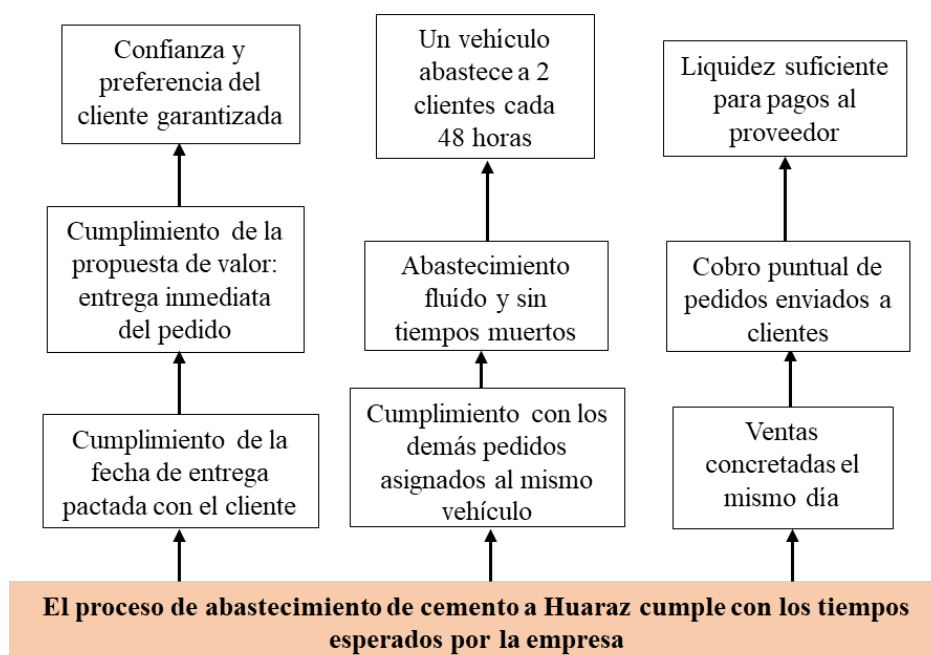 Confianza y
preferencia del
cliente garantizada
Un vehículo
abastece a 2
clientes cada
48 horas
Liquidez suficiente
para pagos al
proveedor
Cumplimiento de la
propuesta de valor:
entrega inmediata
del pedido
Abastecimiento
fluído y sin
tiempos muertos
Cobro puntual de
pedidos enviados a
clientes
Cumplimiento de la
fecha de entrega
pactada con el cliente
Cumplimiento con los
demás pedidos
asignados al mismo
vehículo
Ventas
concretadas el
mismo día
El proceso de abastecimiento de cemento a Huaraz cumple con los tiempos
esperados por la empresa